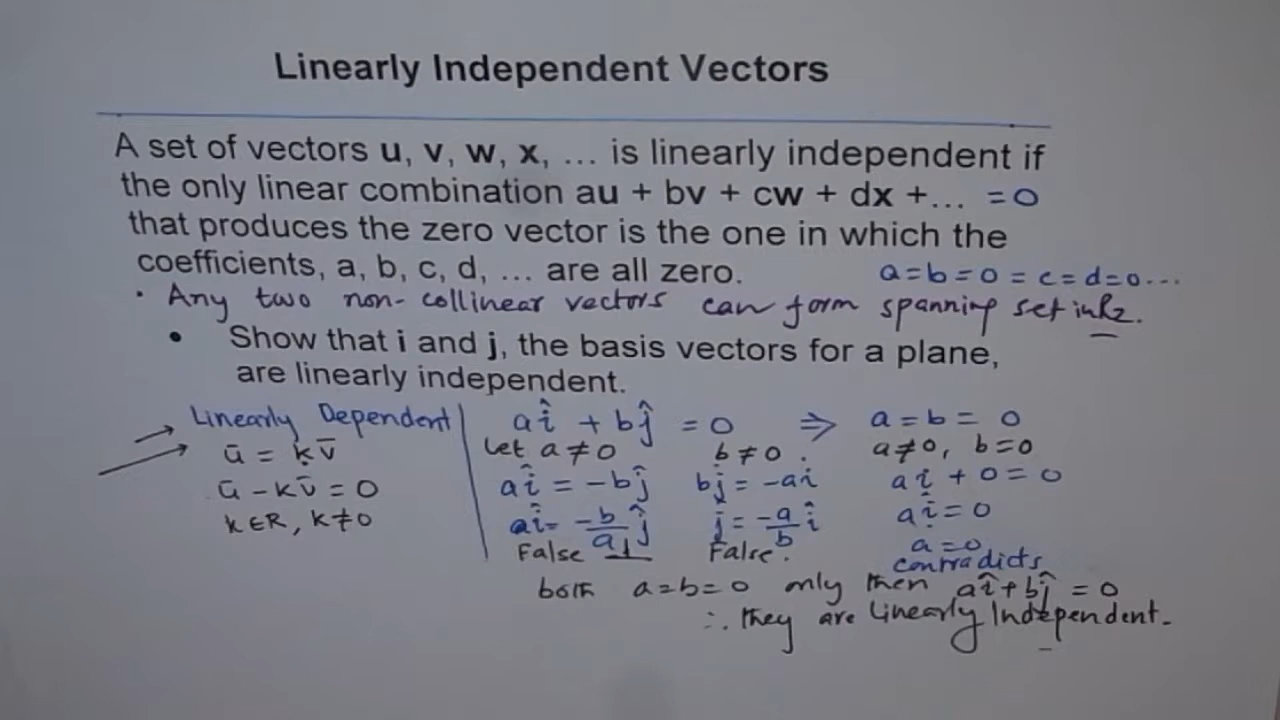 Linearly Independent Vectors
A set of vectors u, v, w, x, ... is linearly independent if
the only linear combination au + bv + cw + dx +... = 0
that produces the zero vector is the one in which the
coefficients, a, b, c, d, ... are all zero. a=b=0=c=d=0...
• Any two non-collinear vectors can form spanning set in R2.
• Show that i and j, the basis vectors for a plane,
are linearly independent.
Linearly Dependent
ū = kv̄
ū - kv̄ = 0
k∈R, k≠0
aî + bĵ = 0 ⇒ a = b = 0
Let a≠0 b≠0. a≠0, b=0
aî = -bĵ bj = -ai ai + 0 = 0
aî = -b/a ĵ j = -a/b î ai = 0
False ⊥ False. a=0
contradicts
both a=b=0 only then aî+bĵ = 0
∴ they are Linearly Independent.